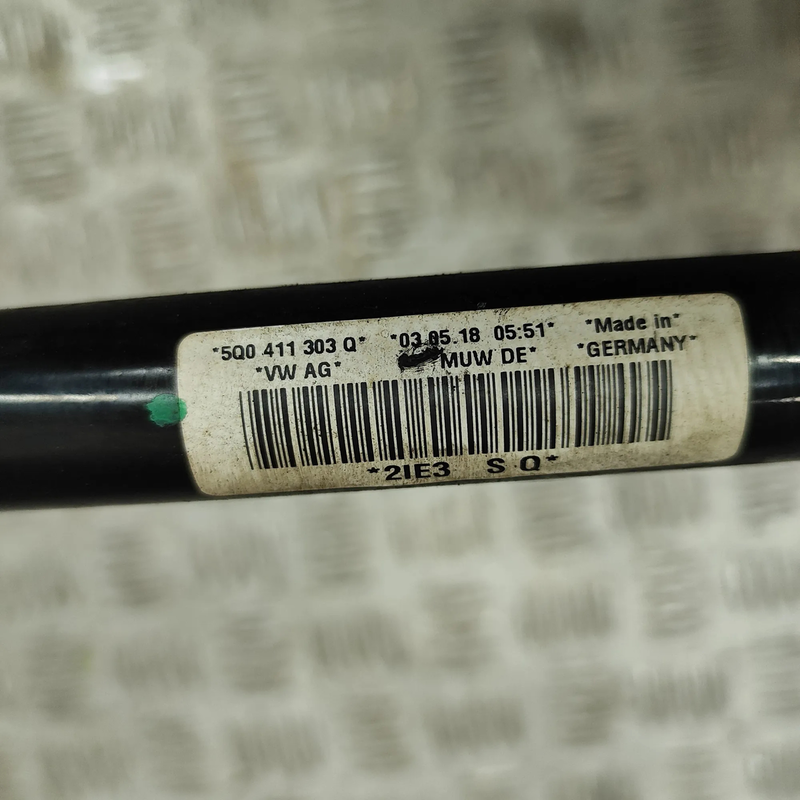 *5Q0 411 303 Q* *03.05.18 05:51* *Made in*
*VW AG* MUW DE* *GERMANY*
*2IE3 S Q*